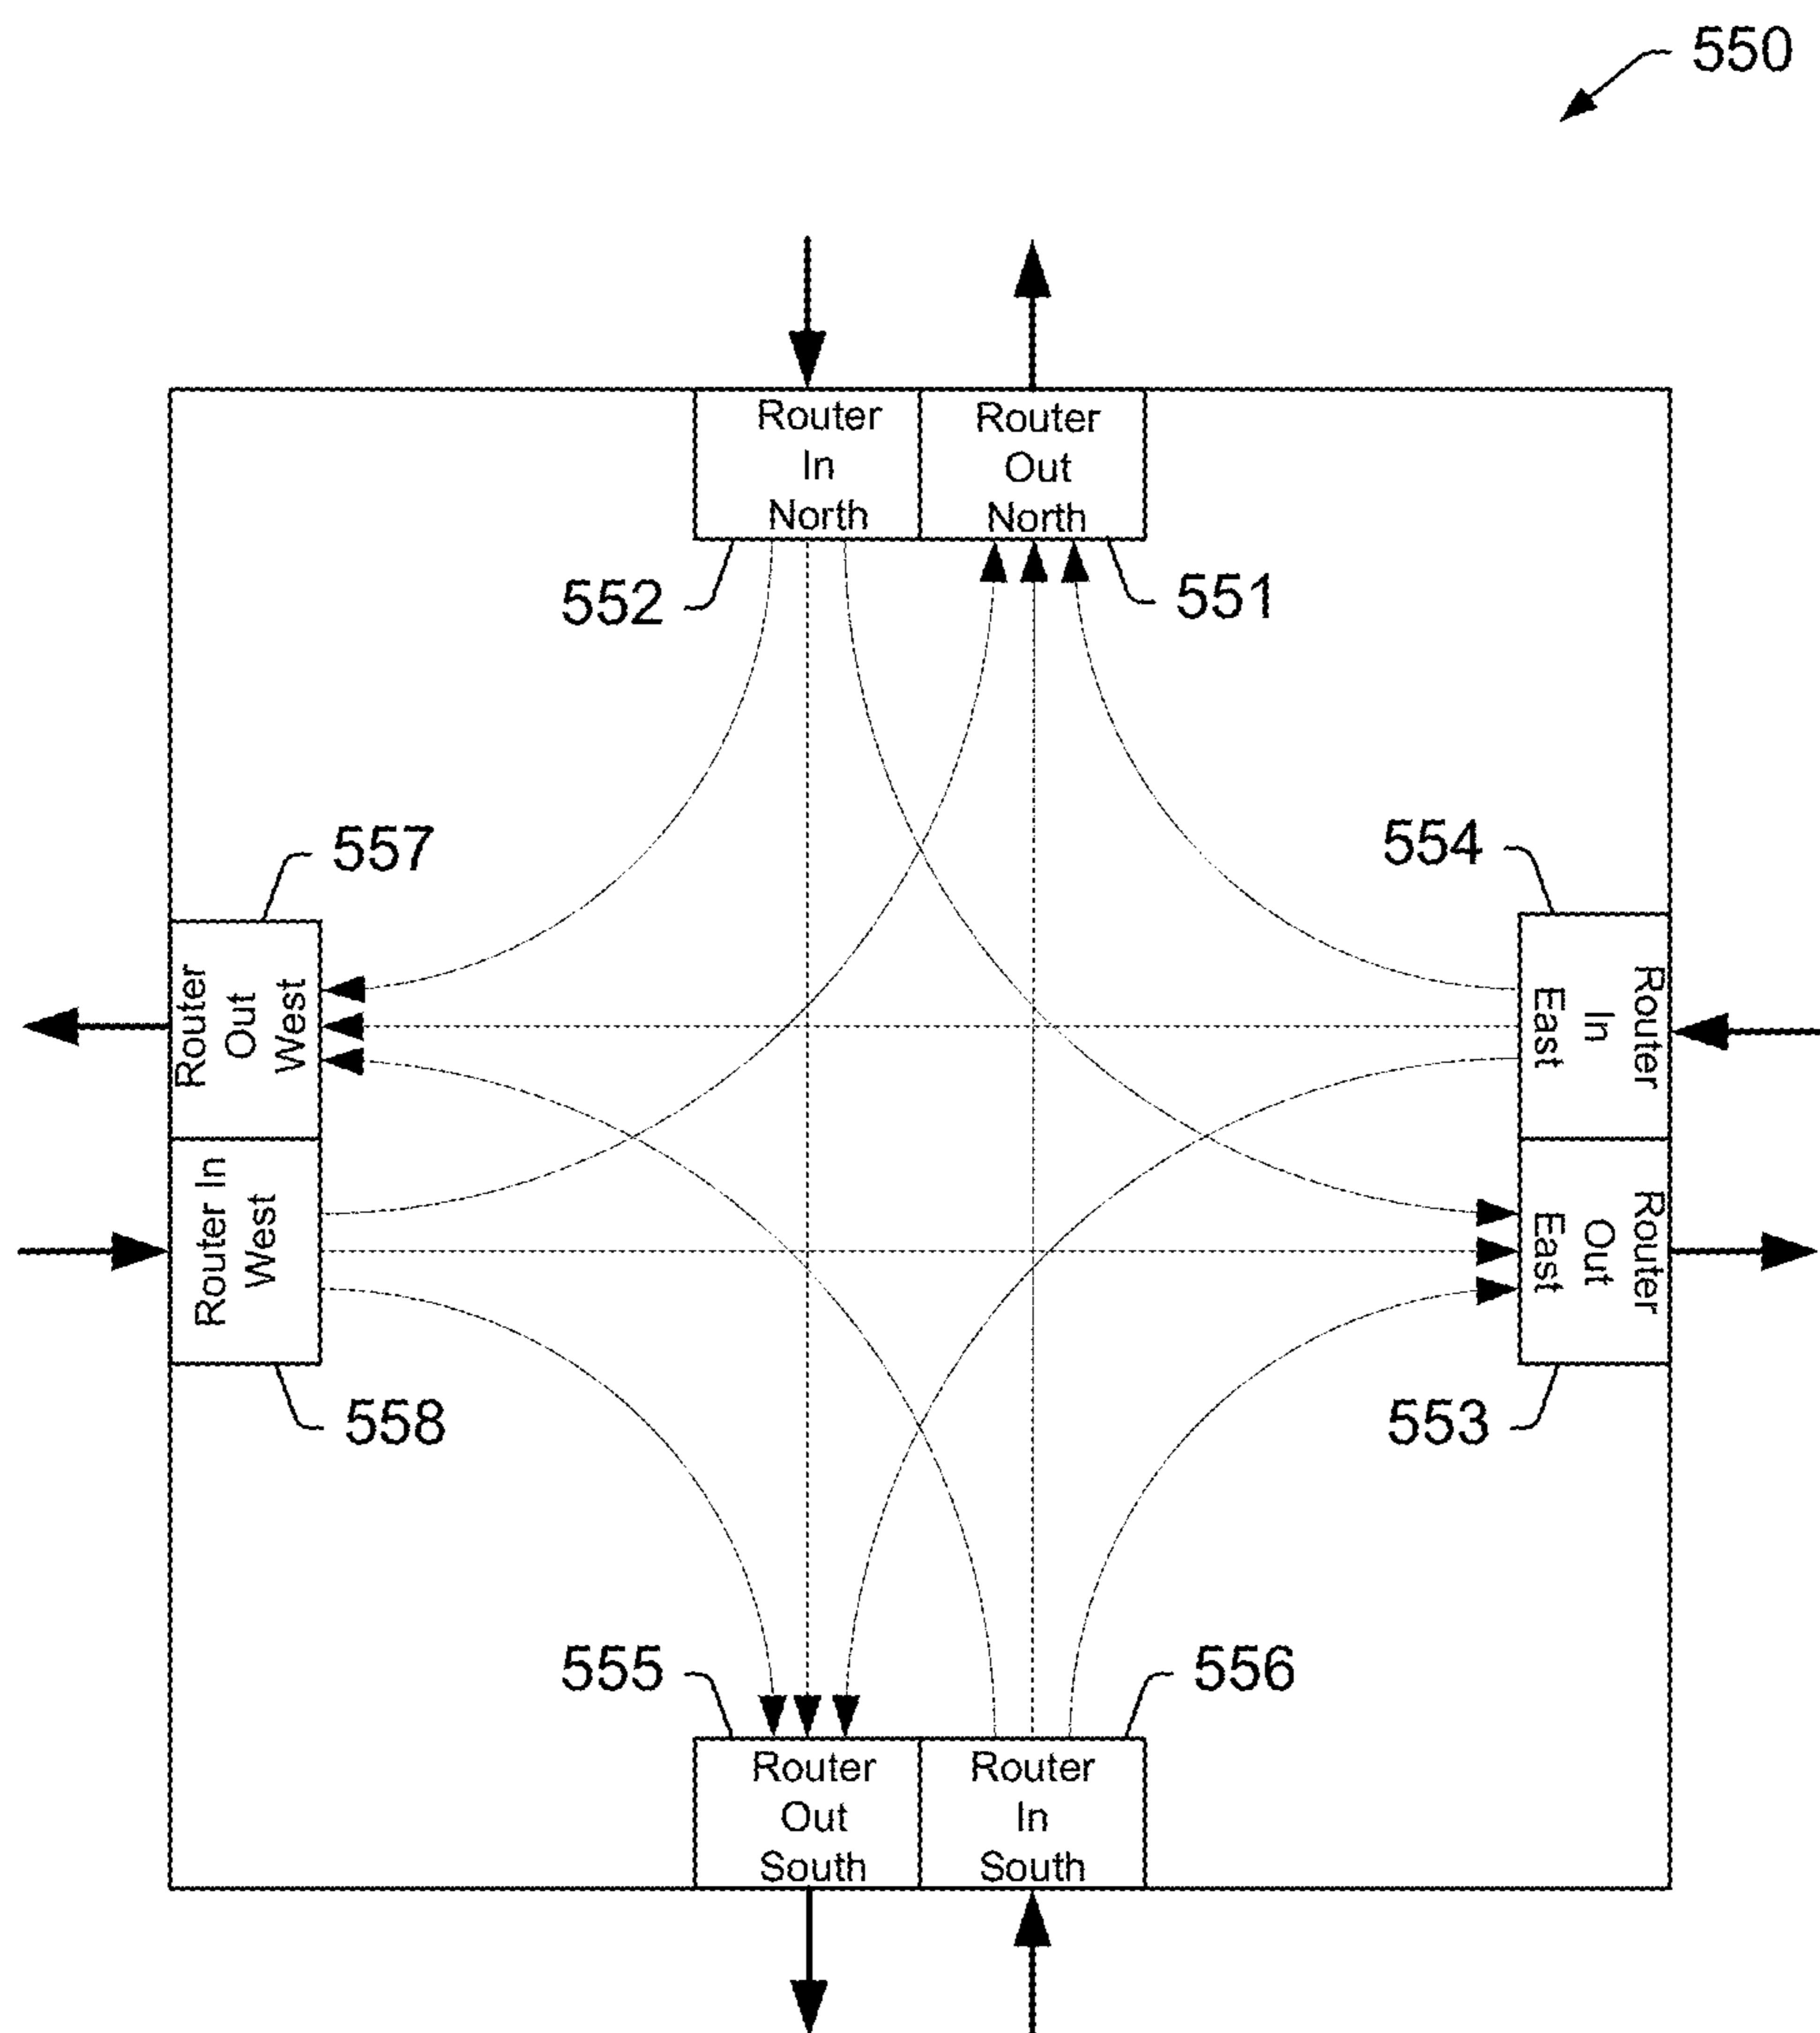 550
Router
In
North
Router
Out
North
552
551
557
554
Router
Out
West
Router
In
East
Router In
West
Router
Out
East
558
553
555
556
Router
Out
South
Router
In
South